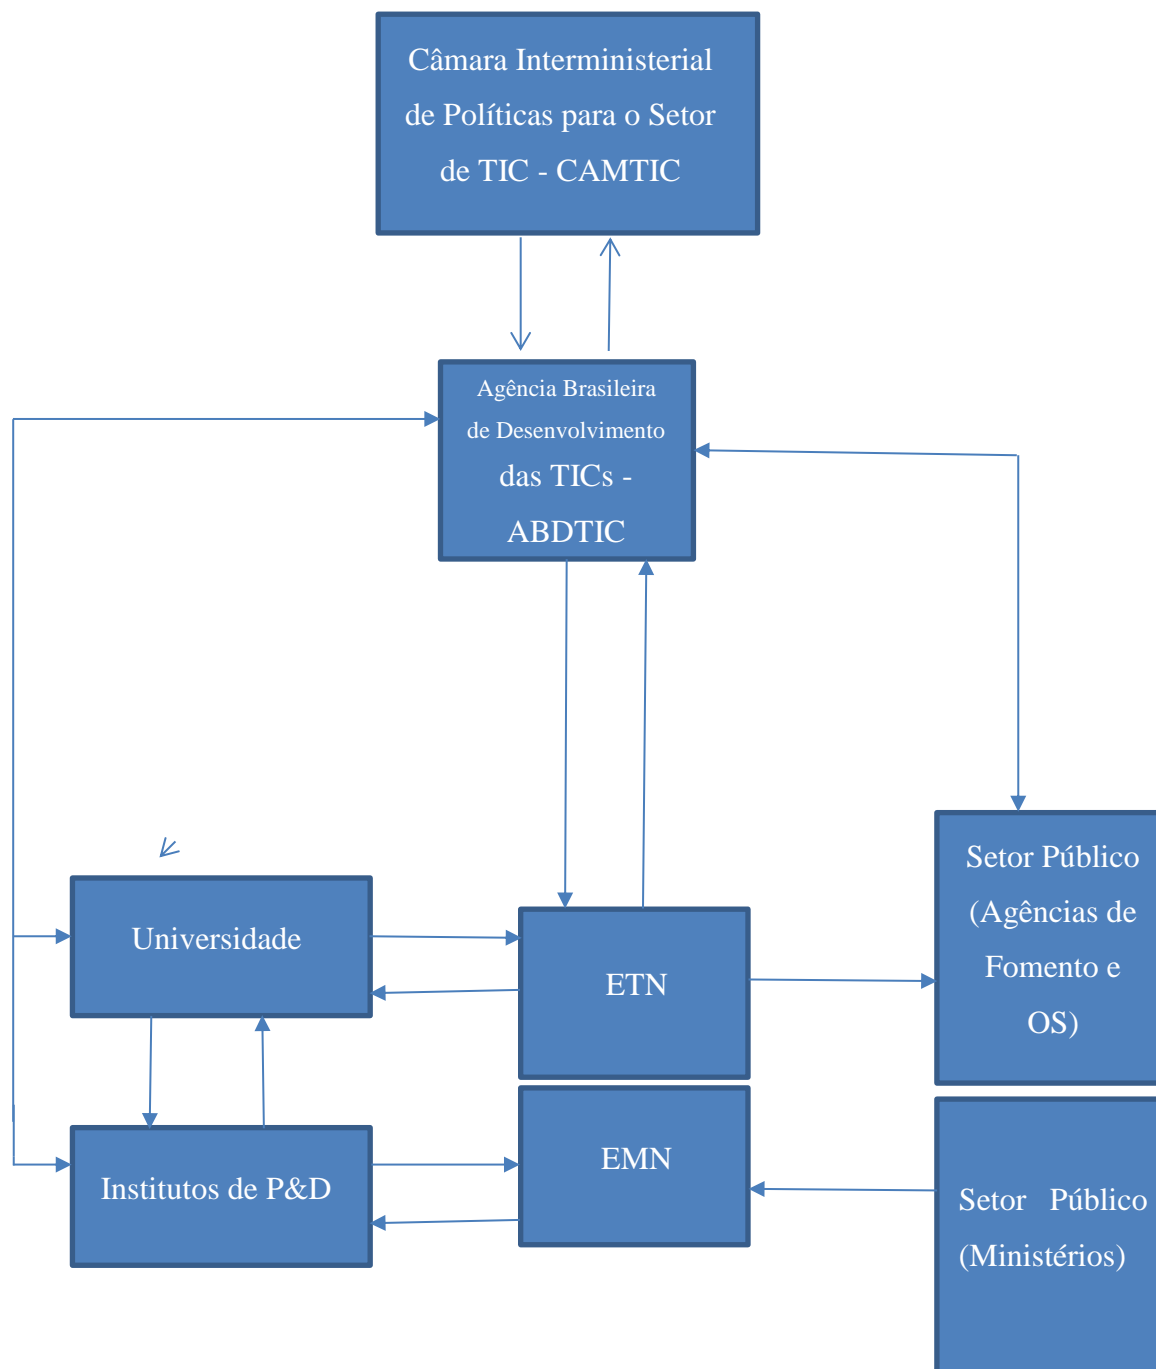 Câmara Interministerial
de Políticas para o Setor
de TIC - CAMTIC
Agência Brasileira
de Desenvolvimento
das TICs -
ABDTIC
Universidade
ETN
Setor Público
(Agências de
Fomento e
OS)
Institutos de P&D
EMN
Setor Público
(Ministérios)